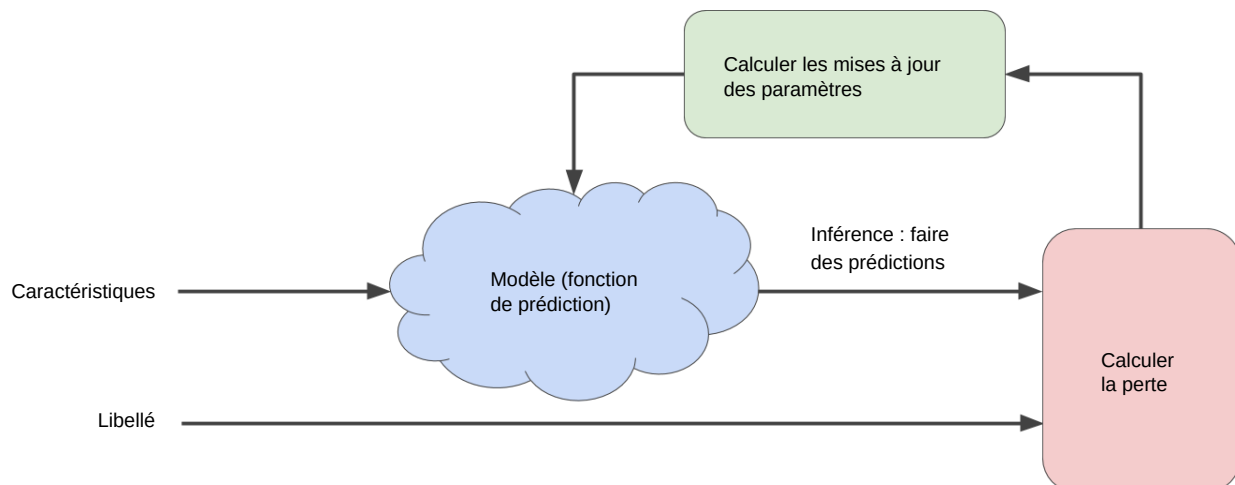 Calculer les mises à jour
des paramètres
Inférence : faire
des prédictions
Modèle (fonction
de prédiction)
Caractéristiques
Calculer
la perte
Libellé